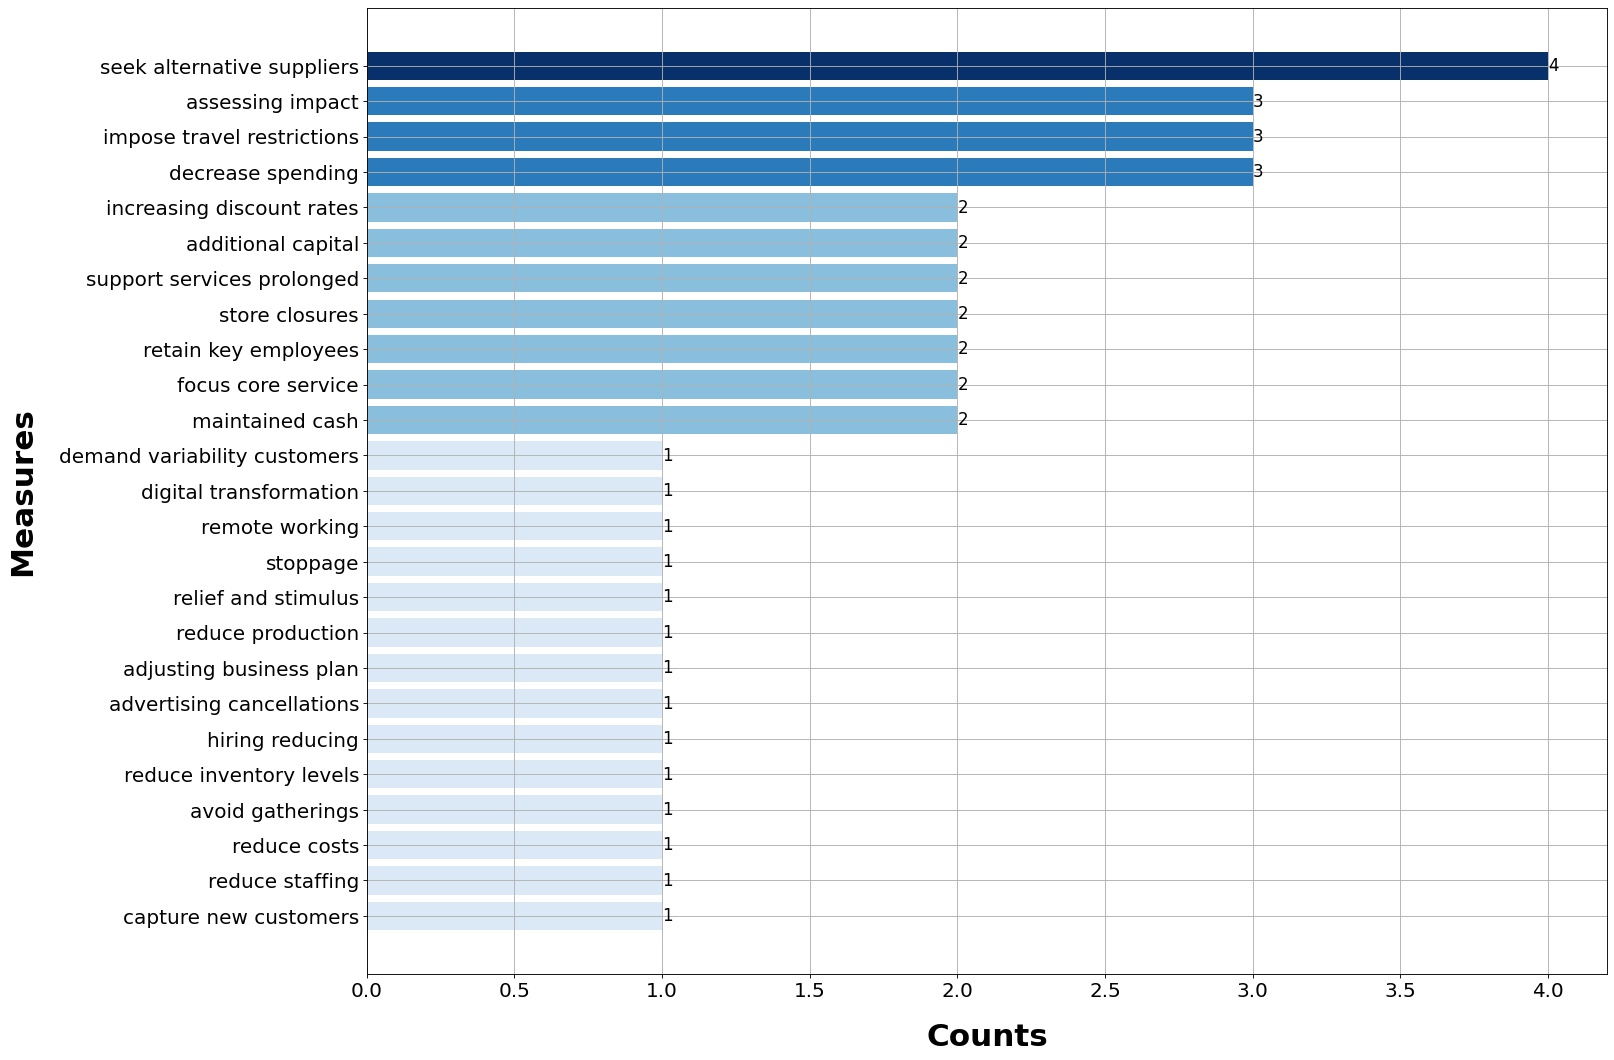 seek alternative suppliers 4
assessing impact 3
impose travel restrictions 3
decrease spending 3
increasing discount rates 2
additional capital 2
support services prolonged 2
store closures 2
retain key employees 2
focus core service 2
maintained cash 2
demand variability customers 1
digital transformation 1
remote working 1
stoppage 1
relief and stimulus 1
reduce production 1
adjusting business plan 1
advertising cancellations 1
hiring reducing 1
reduce inventory levels 1
avoid gatherings 1
reduce costs 1
reduce staffing 1
capture new customers 1
Measures
0.0 0.5 1.0 1.5 2.0 2.5 3.0 3.5 4.0
Counts